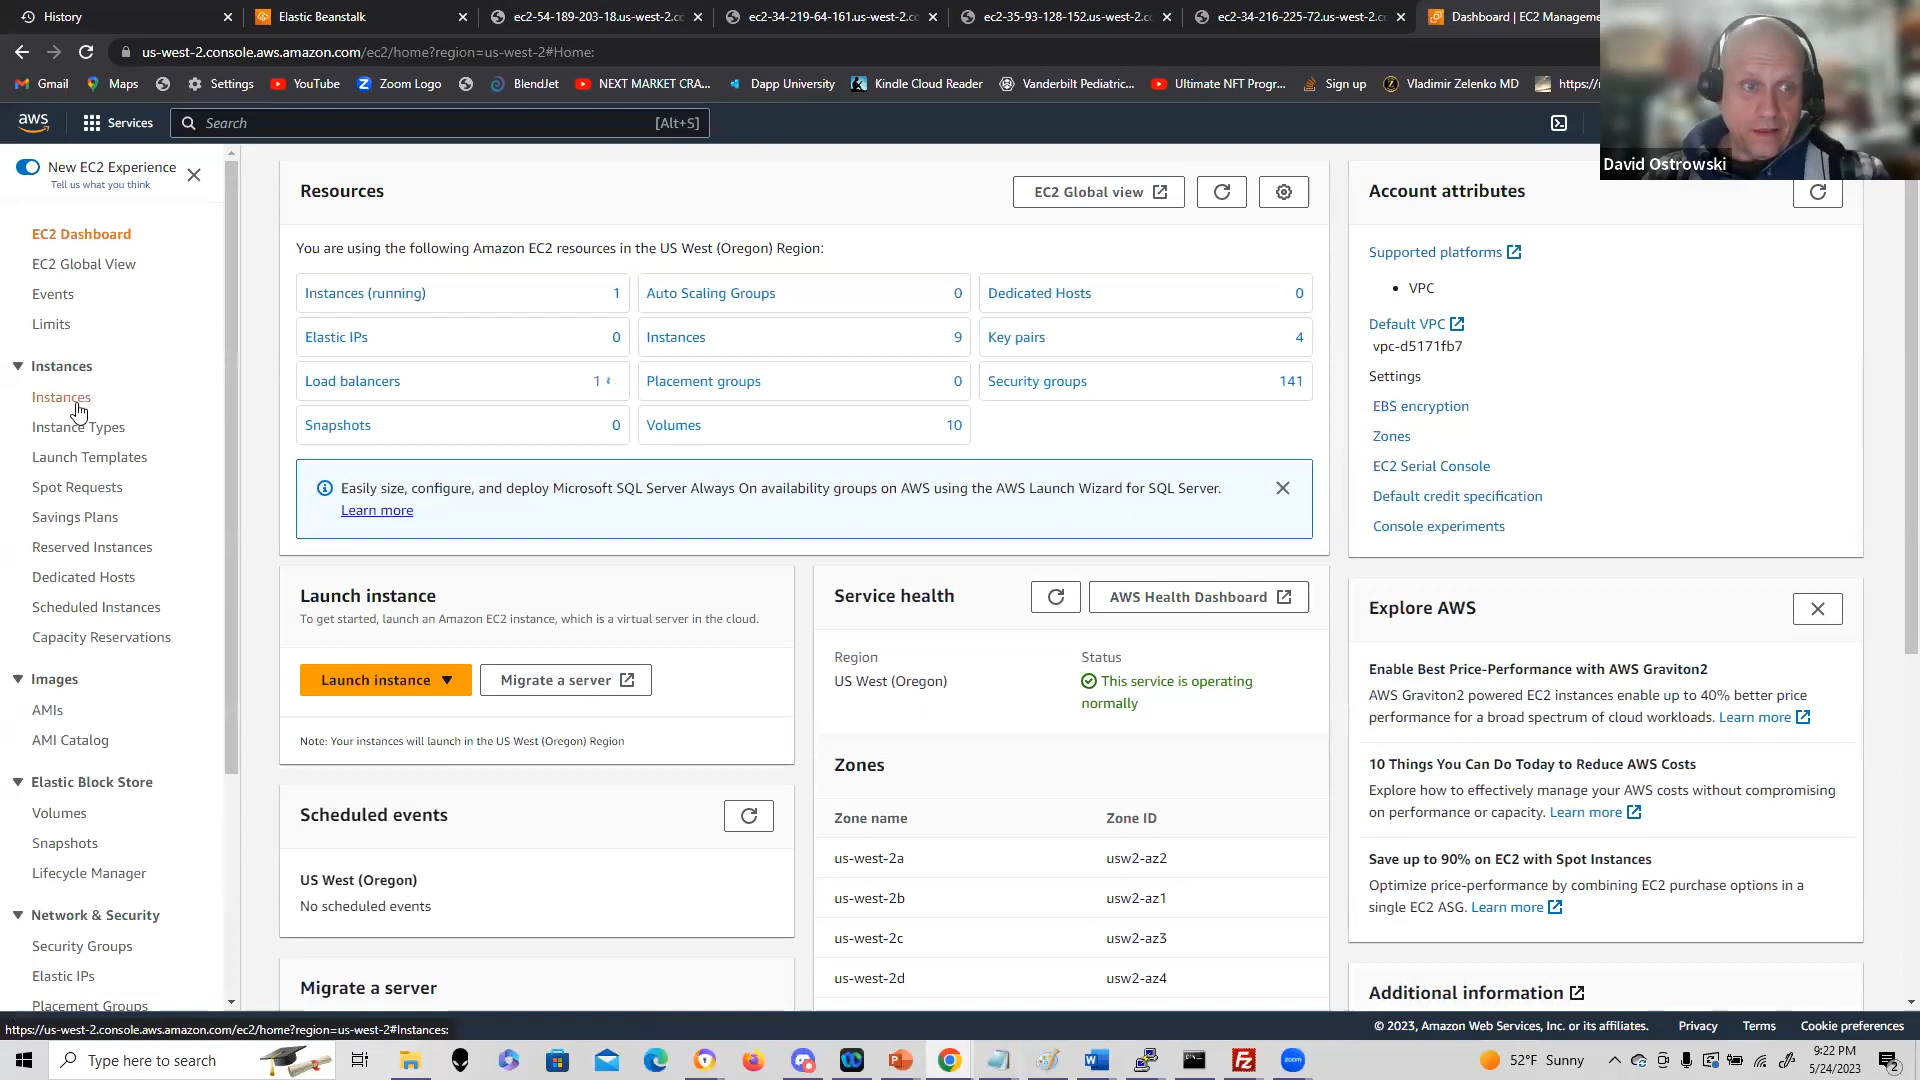 History
Elastic Beanstalk
ec2-54-189-203-18.us-west-2.cc
ec2-34-219-64-161.us-west-2.cc
ec2-35-93-128-152.us-west-2.c
ec2-34-216-225-72.us-west-2.cc
Dashboard | EC2 Manageme
us-west-2.console.aws.amazon.com/ec2/home?region=us-west-2#Home:
Gmail
Maps
Settings
YouTube
Zoom Logo
BlendJet
NEXT MARKET CRA...
Dapp University
Kindle Cloud Reader
Vanderbilt Pediatric...
Ultimate NFT Progr...
Sign up
Vladimir Zelenko MD
https://
aws
Services
Search
[Alt+S]
David Ostrowski
New EC2 Experience
Tell us what you think
EC2 Dashboard
EC2 Global View
Events
Limits
Instances
Instances
Instance Types
Launch Templates
Spot Requests
Savings Plans
Reserved Instances
Dedicated Hosts
Scheduled Instances
Capacity Reservations
Images
AMIs
AMI Catalog
Elastic Block Store
Volumes
Snapshots
Lifecycle Manager
Network & Security
Security Groups
Elastic IPs
Placement Groups
Resources
EC2 Global view
You are using the following Amazon EC2 resources in the US West (Oregon) Region:
Instances (running) 1
Auto Scaling Groups 0
Dedicated Hosts 0
Elastic IPs 0
Instances 9
Key pairs 4
Load balancers 1
Placement groups 0
Security groups 141
Snapshots 0
Volumes 10
Easily size, configure, and deploy Microsoft SQL Server Always On availability groups on AWS using the AWS Launch Wizard for SQL Server.
Learn more
Launch instance
To get started, launch an Amazon EC2 instance, which is a virtual server in the cloud.
Launch instance
Migrate a server
Note: Your instances will launch in the US West (Oregon) Region
Scheduled events
US West (Oregon)
No scheduled events
Migrate a server
Service health
AWS Health Dashboard
Region
Status
US West (Oregon)
This service is operating
normally
Zones
Zone name
Zone ID
us-west-2a
usw2-az2
us-west-2b
usw2-az1
us-west-2c
usw2-az3
us-west-2d
usw2-az4
Account attributes
Supported platforms
VPC
Default VPC
vpc-d5171fb7
Settings
EBS encryption
Zones
EC2 Serial Console
Default credit specification
Console experiments
Explore AWS
Enable Best Price-Performance with AWS Graviton2
AWS Graviton2 powered EC2 instances enable up to 40% better price
performance for a broad spectrum of cloud workloads. Learn more
10 Things You Can Do Today to Reduce AWS Costs
Explore how to effectively manage your AWS costs without compromising
on performance or capacity. Learn more
Save up to 90% on EC2 with Spot Instances
Optimize price-performance by combining EC2 purchase options in a
single EC2 ASG. Learn more
Additional information
https://us-west-2.console.aws.amazon.com/ec2/home?region=us-west-2#Instances:
© 2023, Amazon Web Services, Inc. or its affiliates.
Privacy
Terms
Cookie preferences
Type here to search
zoom
52°F Sunny
9:22 PM
5/24/2023
2